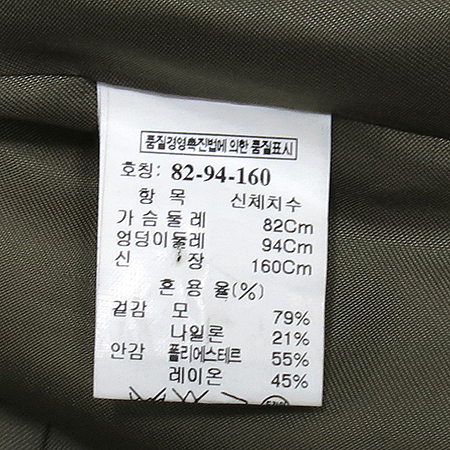 품질경영촉진법에 의한 품질표시
호칭: 82-94-160
항 목 신체치수
가 슴 둘 레 82Cm
엉덩이둘레 94Cm
신 장 160Cm
혼 용 율(%)
겉감 모 79%
나일론 21%
안감 폴리에스테르 55%
레이온 45%